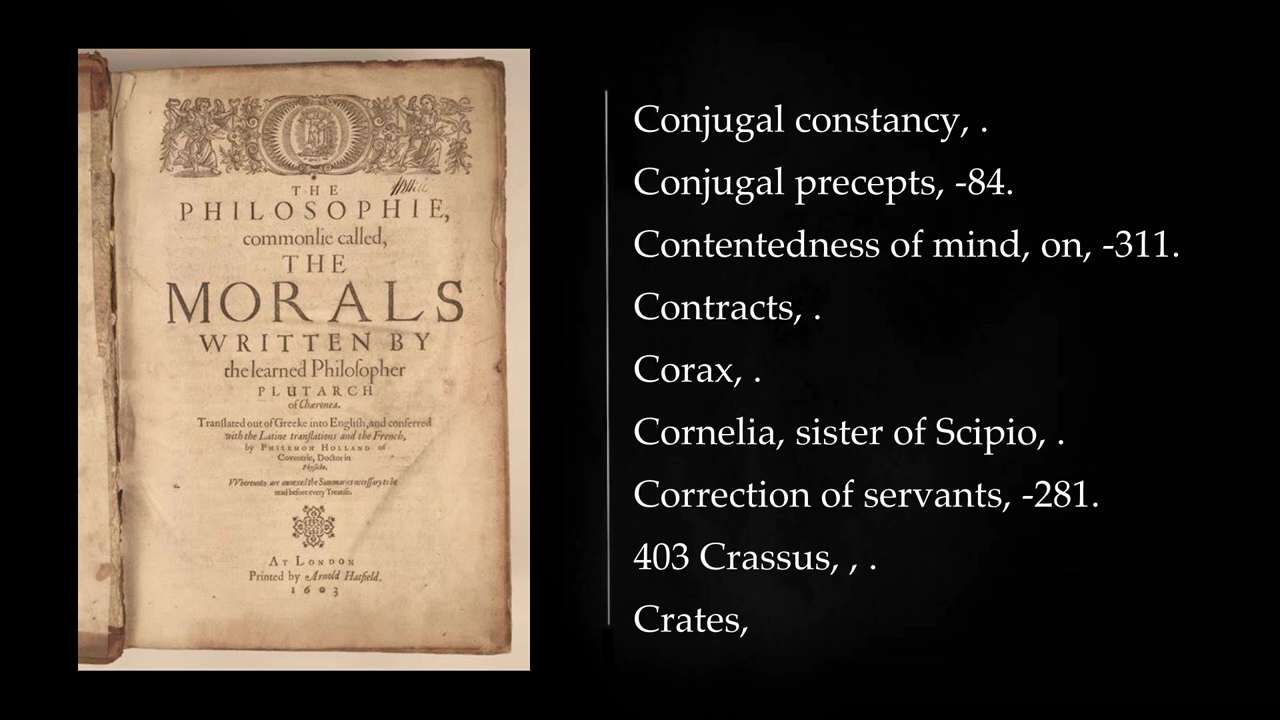 THE
PHILOSOPHIE,
commonlie called,
THE
MORALS
WRITTEN BY
the learned Philoſopher
PLUTARCH
of Chæronea.
Tranſlated out of Greeke into Engliſh, and conferred
with the Latine tranſlations and the French,
by PHILEMON HOLLAND of
Coventrie, Doctor in
Phyſicke.
VVhereunto are annexed the Summaries neceſſary to be
read before every Treatiſe.
AT LONDON
Printed by Arnold Hatfield.
1603
Conjugal constancy, .
Conjugal precepts, -84.
Contentedness of mind, on, -311.
Contracts, .
Corax, .
Cornelia, sister of Scipio, .
Correction of servants, -281.
403 Crassus, , .
Crates,